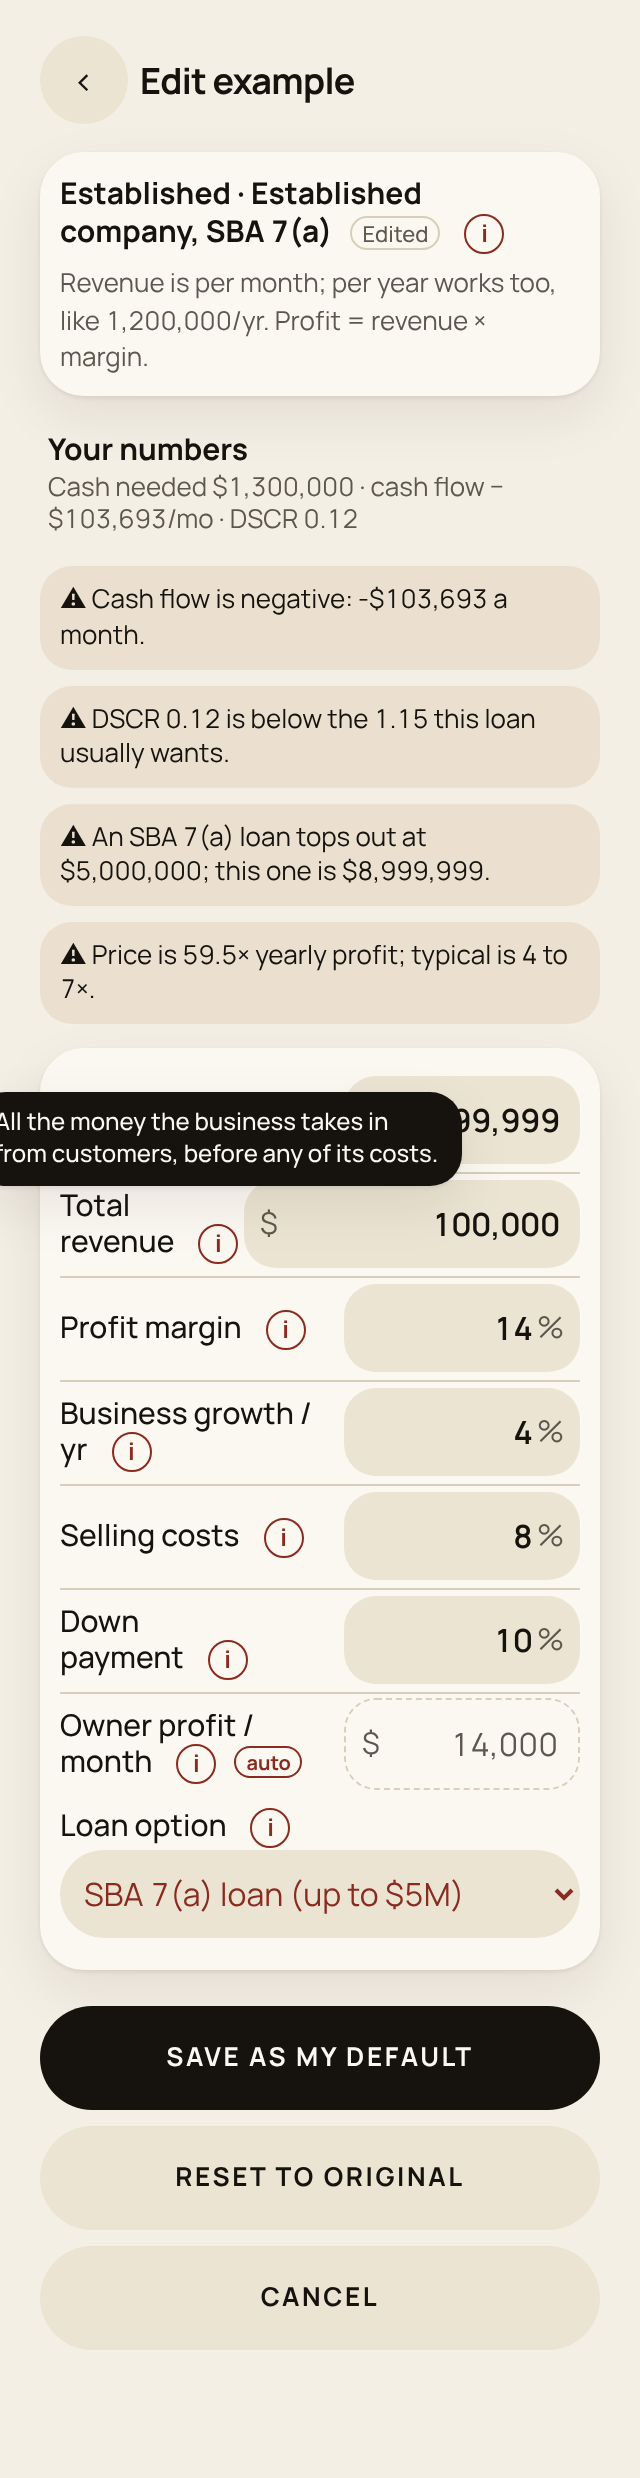 Edit example
Established · Established
company, SBA 7(a) Edited i
Revenue is per month; per year works too,
like 1,200,000/yr. Profit = revenue ×
margin.
Your numbers
Cash needed $1,300,000 · cash flow −
$103,693/mo · DSCR 0.12
⚠ Cash flow is negative: -$103,693 a
month.
⚠ DSCR 0.12 is below the 1.15 this loan
usually wants.
⚠ An SBA 7(a) loan tops out at
$5,000,000; this one is $8,999,999.
⚠ Price is 59.5× yearly profit; typical is 4 to
7×.
All the money the business takes in
from customers, before any of its costs.
99,999
Total
revenue i $ 100,000
Profit margin i 14 %
Business growth /
yr i 4 %
Selling costs i 8 %
Down
payment i 10 %
Owner profit /
month i auto $ 14,000
Loan option i
SBA 7(a) loan (up to $5M)
SAVE AS MY DEFAULT
RESET TO ORIGINAL
CANCEL